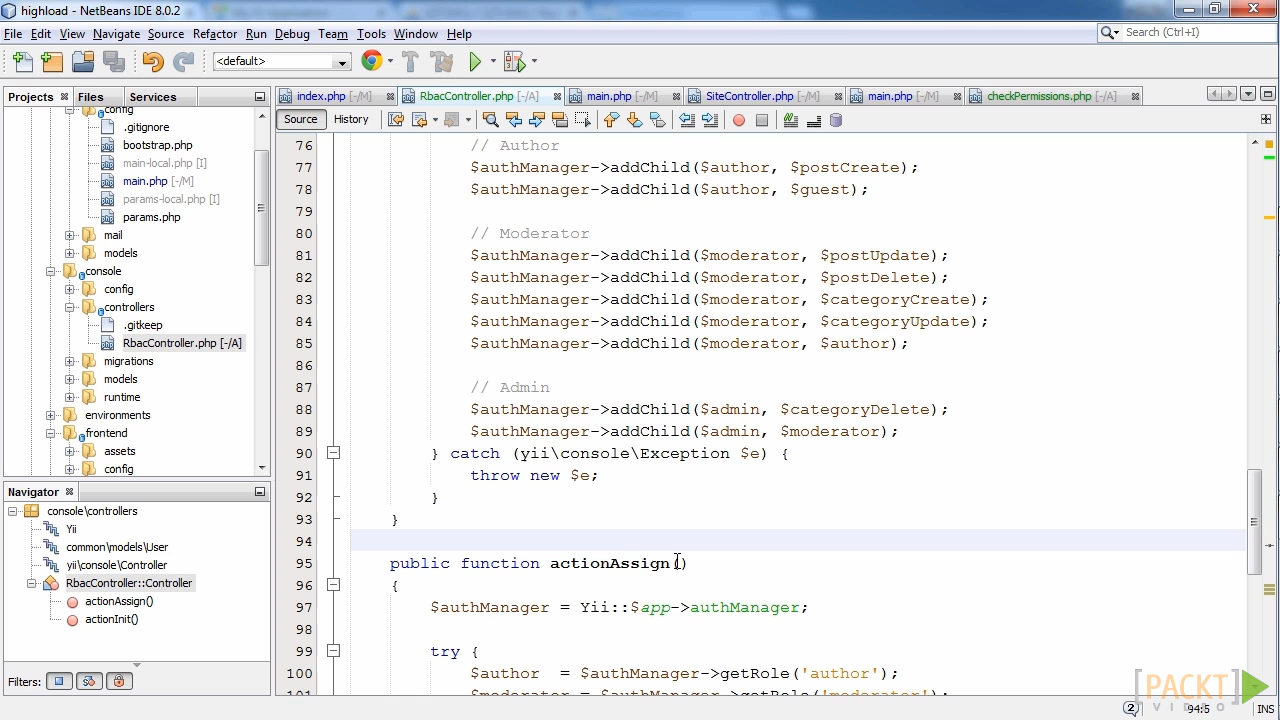 highload - NetBeans IDE 8.0.2
File Edit View Navigate Source Refactor Run Debug Team Tools Window Help
Search (Ctrl+I)
<default>
Projects Files Services
index.php [-/M] RbacController.php [-/A] main.php [-/M] SiteController.php [-/M] main.php [-/M] checkPermissions.php [-/A]
Source History
config
.gitignore
bootstrap.php
main-local.php [I]
main.php [-/M]
params-local.php [I]
params.php
mail
models
console
config
controllers
.gitkeep
RbacController.php [-/A]
migrations
models
runtime
environments
frontend
assets
config
Navigator
console\controllers
Yii
common\models\User
yii\console\Controller
RbacController::Controller
actionAssign()
actionInit()
Filters:
76 // Author
77 $authManager->addChild($author, $postCreate);
78 $authManager->addChild($author, $guest);
79
80 // Moderator
81 $authManager->addChild($moderator, $postUpdate);
82 $authManager->addChild($moderator, $postDelete);
83 $authManager->addChild($moderator, $categoryCreate);
84 $authManager->addChild($moderator, $categoryUpdate);
85 $authManager->addChild($moderator, $author);
86
87 // Admin
88 $authManager->addChild($admin, $categoryDelete);
89 $authManager->addChild($admin, $moderator);
90 } catch (yii\console\Exception $e) {
91 throw new $e;
92 }
93 }
94
95 public function actionAssign()
96 {
97 $authManager = Yii::$app->authManager;
98
99 try {
100 $author = $authManager->getRole('author');
101 $moderator = $authManager->getRole('moderator');
[PACKT]
VIDEO
2 94:5 INS